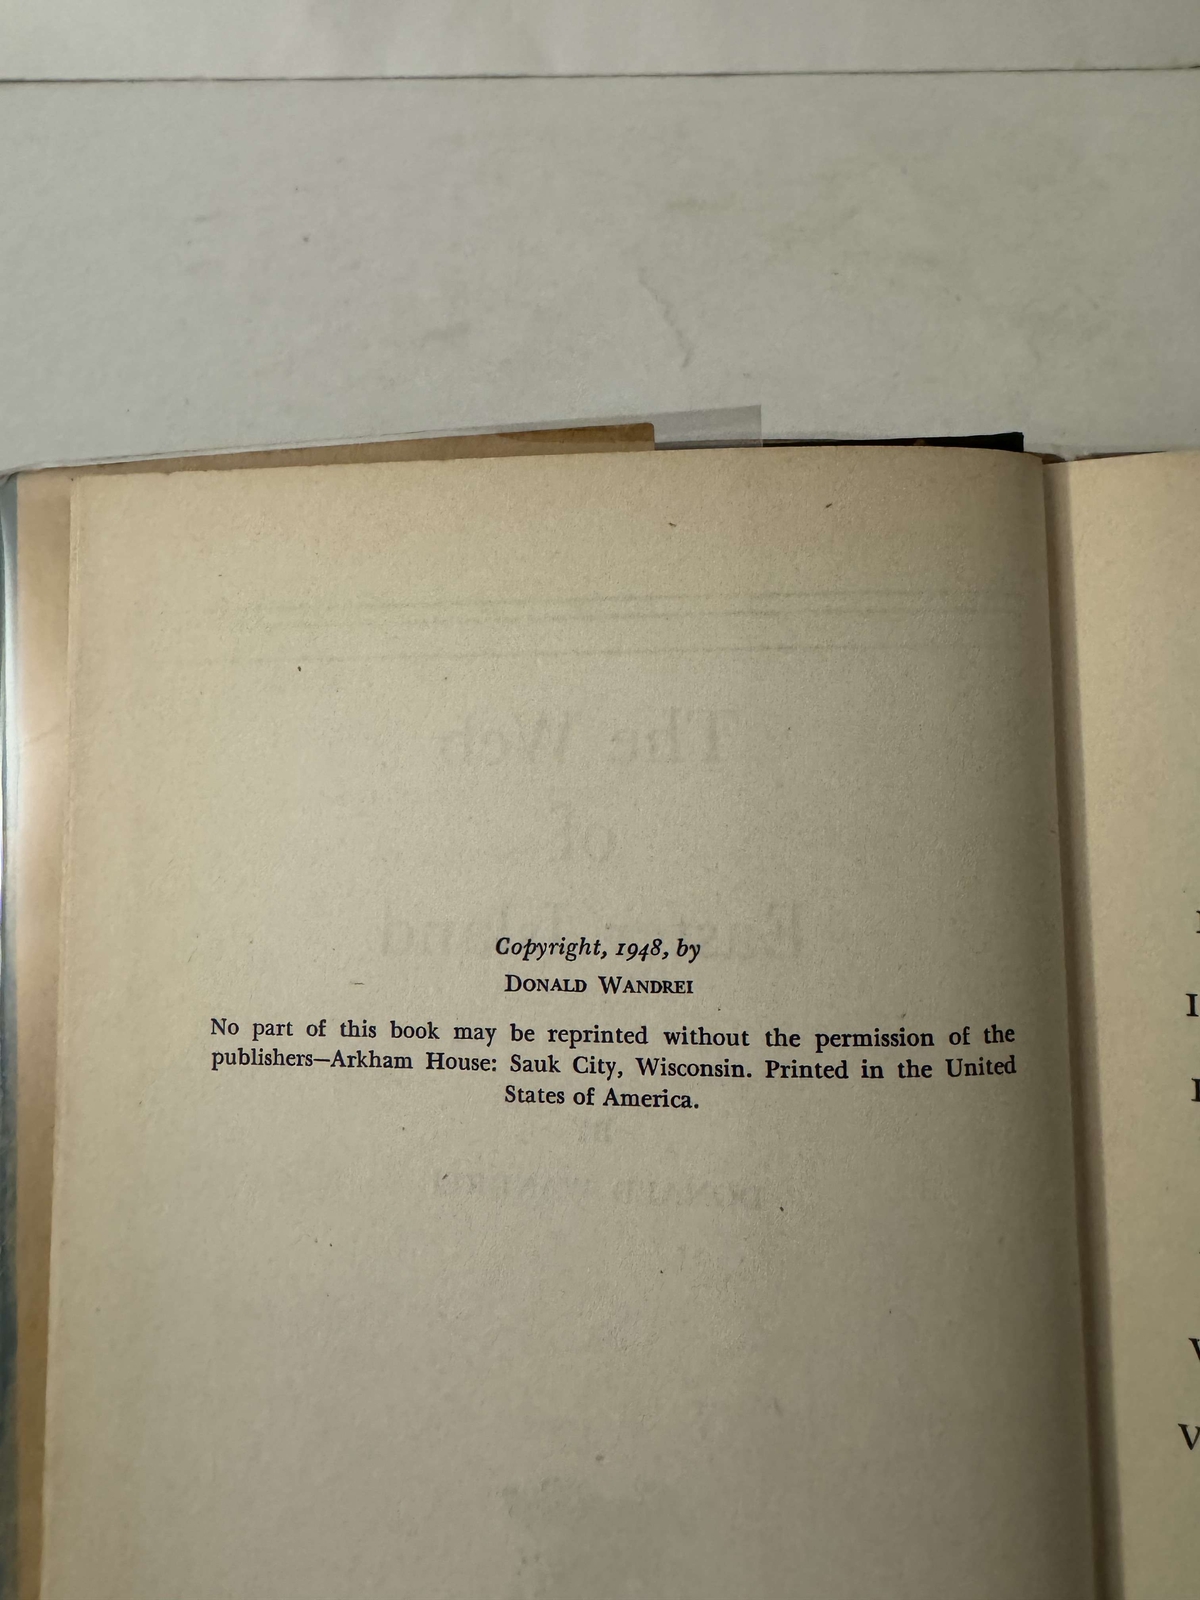 Copyright, 1948, by
DONALD WANDREI
No part of this book may be reprinted without the permission of the
publishers—Arkham House: Sauk City, Wisconsin. Printed in the United
States of America.